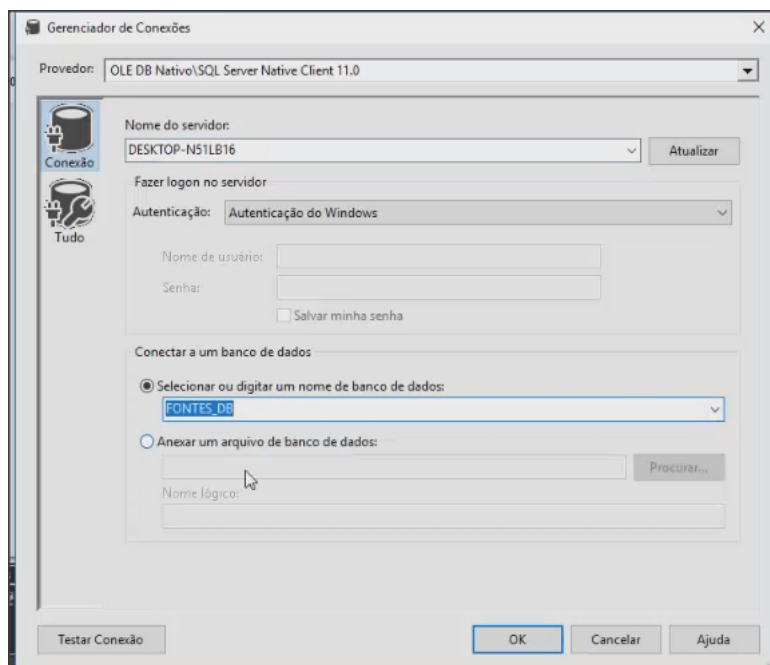 Gerenciador de Conexões
Provedor: OLE DB Nativo\SQL Server Native Client 11.0
Conexão
Tudo
Nome do servidor:
DESKTOP-N51LB16 Atualizar
Fazer logon no servidor
Autenticação: Autenticação do Windows
Nome de usuário:
Senha:
Salvar minha senha
Conectar a um banco de dados
Selecionar ou digitar um nome de banco de dados:
FONTES_DB
Anexar um arquivo de banco de dados:
Procurar...
Nome lógico:
Testar Conexão OK Cancelar Ajuda